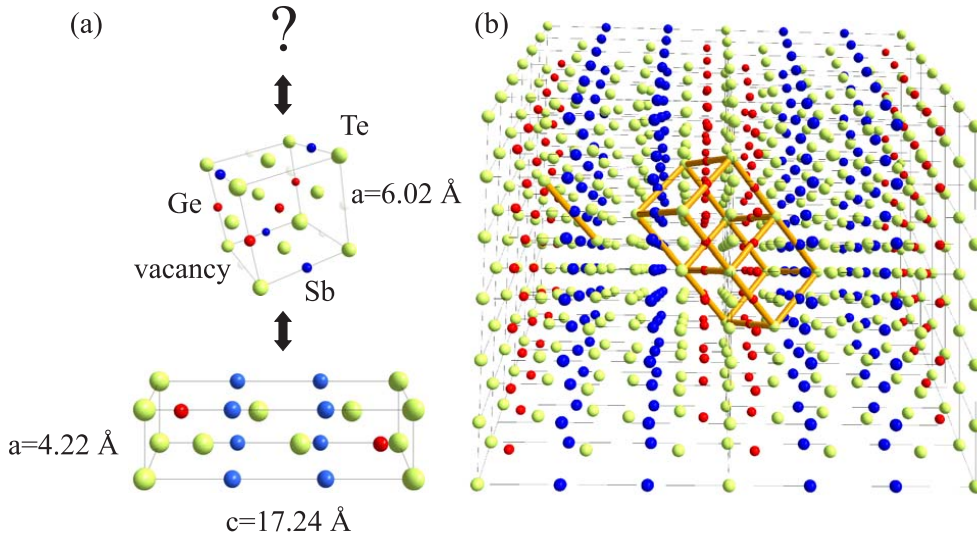 (a)
?
Te
Ge
a=6.02 Å
vacancy
Sb
a=4.22 Å
c=17.24 Å
(b)